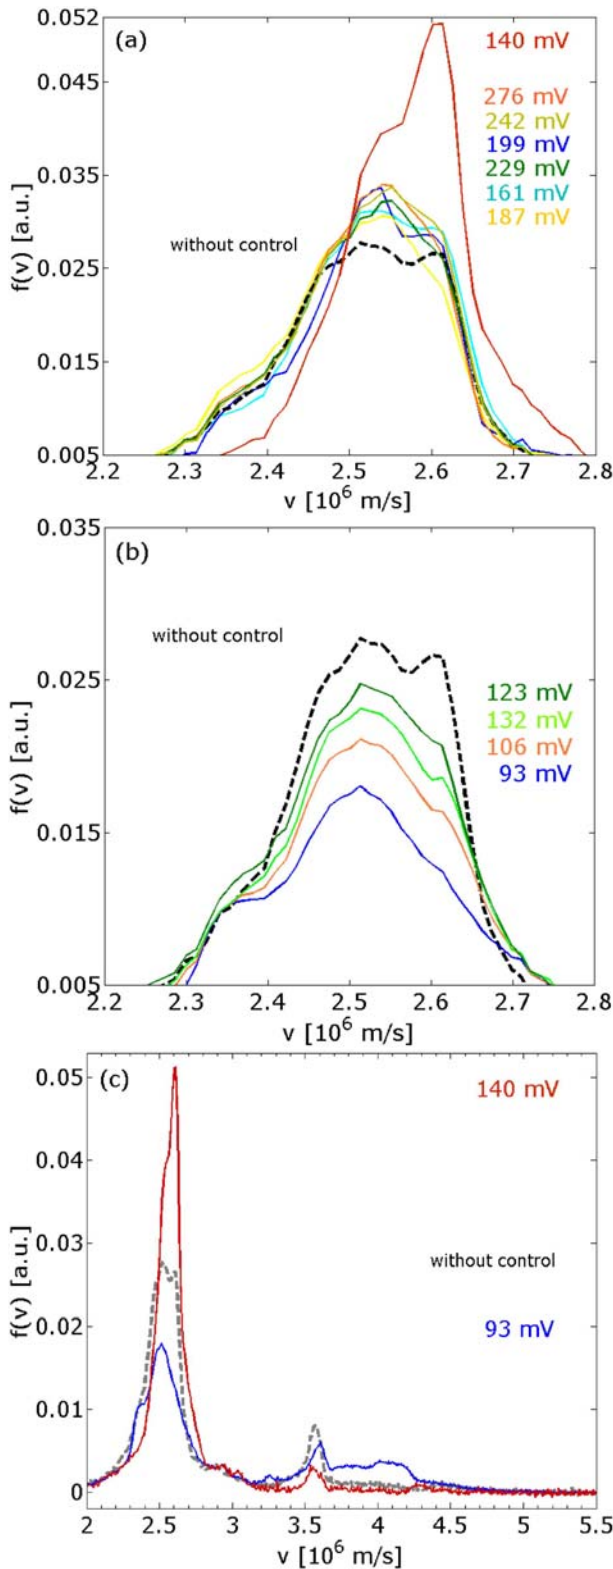 0.052
(a)
140 mV
0.045
276 mV
242 mV
0.035
199 mV
229 mV
161 mV
187 mV
without control
0.025
f(v) [a.u.]
0.015
0.005
2.2 2.3 2.4 2.5 2.6 2.7 2.8
v [10⁶ m/s]
0.035
(b)
without control
0.025
123 mV
132 mV
106 mV
93 mV
f(v) [a.u.]
0.015
0.005
2.2 2.3 2.4 2.5 2.6 2.7 2.8
v [10⁶ m/s]
(c)
0.05
140 mV
0.04
0.03
without control
f(v) [a.u.]
0.02
93 mV
0.01
0
2 2.5 3 3.5 4 4.5 5 5.5
v [10⁶ m/s]